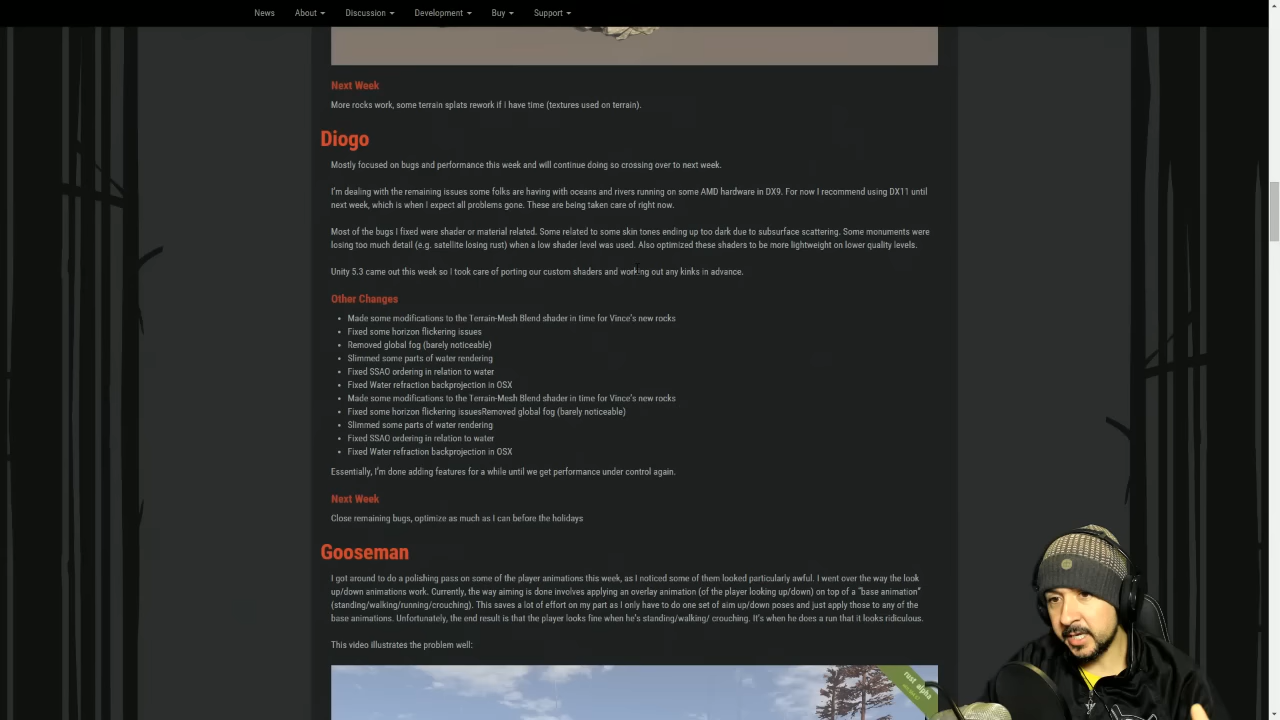 News About Discussion Development Buy Support
Next Week
More rocks work, some terrain splats rework if I have time (textures used on terrain).
Diogo
Mostly focused on bugs and performance this week and will continue doing so crossing over to next week.
I'm dealing with the remaining issues some folks are having with oceans and rivers running on some AMD hardware in DX9. For now I recommend using DX11 until
next week, which is when I expect all problems gone. These are being taken care of right now.
Most of the bugs I fixed were shader or material related. Some related to some skin tones ending up too dark due to subsurface scattering. Some monuments were
losing too much detail (e.g. satellite losing rust) when a low shader level was used. Also optimized these shaders to be more lightweight on lower quality levels.
Unity 5.3 came out this week so I took care of porting our custom shaders and working out any kinks in advance.
Other Changes
• Made some modifications to the Terrain-Mesh Blend shader in time for Vince's new rocks
• Fixed some horizon flickering issues
• Removed global fog (barely noticeable)
• Slimmed some parts of water rendering
• Fixed SSAO ordering in relation to water
• Fixed Water refraction backprojection in OSX
• Made some modifications to the Terrain-Mesh Blend shader in time for Vince's new rocks
• Fixed some horizon flickering issuesRemoved global fog (barely noticeable)
• Slimmed some parts of water rendering
• Fixed SSAO ordering in relation to water
• Fixed Water refraction backprojection in OSX
Essentially, I'm done adding features for a while until we get performance under control again.
Next Week
Close remaining bugs, optimize as much as I can before the holidays
Gooseman
I got around to do a polishing pass on some of the player animations this week, as I noticed some of them looked particularly awful. I went over the way the look
up/down animations work. Currently, the way aiming is done involves applying an overlay animation (of the player looking up/down) on top of a "base animation"
(standing/walking/running/crouching). This saves a lot of effort on my part as I only have to do one set of aim up/down poses and just apply those to any of the
base animations. Unfortunately, the end result is that the player looks fine when he's standing/walking/ crouching. It's when he does a run that it looks ridiculous.
This video illustrates the problem well:
rust alpha